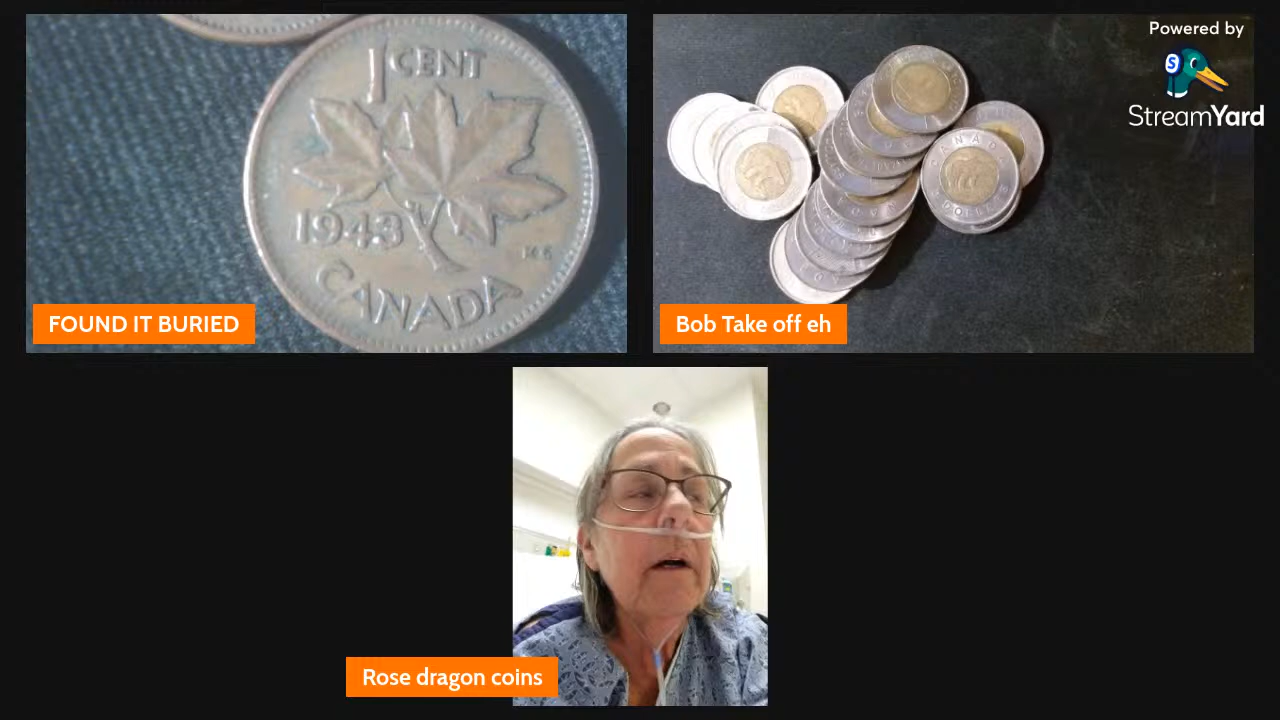 Powered by
StreamYard
1 CENT
1943
CANADA
CANADA
FOUND IT BURIED
Bob Take off eh
Rose dragon coins